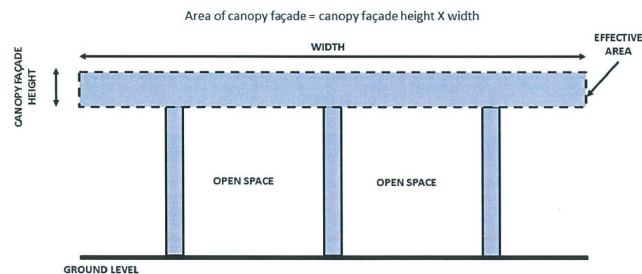 Area of canopy façade = canopy façade height X width
WIDTH
EFFECTIVE
AREA
CANOPY FAÇADE
HEIGHT
OPEN SPACE
OPEN SPACE
GROUND LEVEL